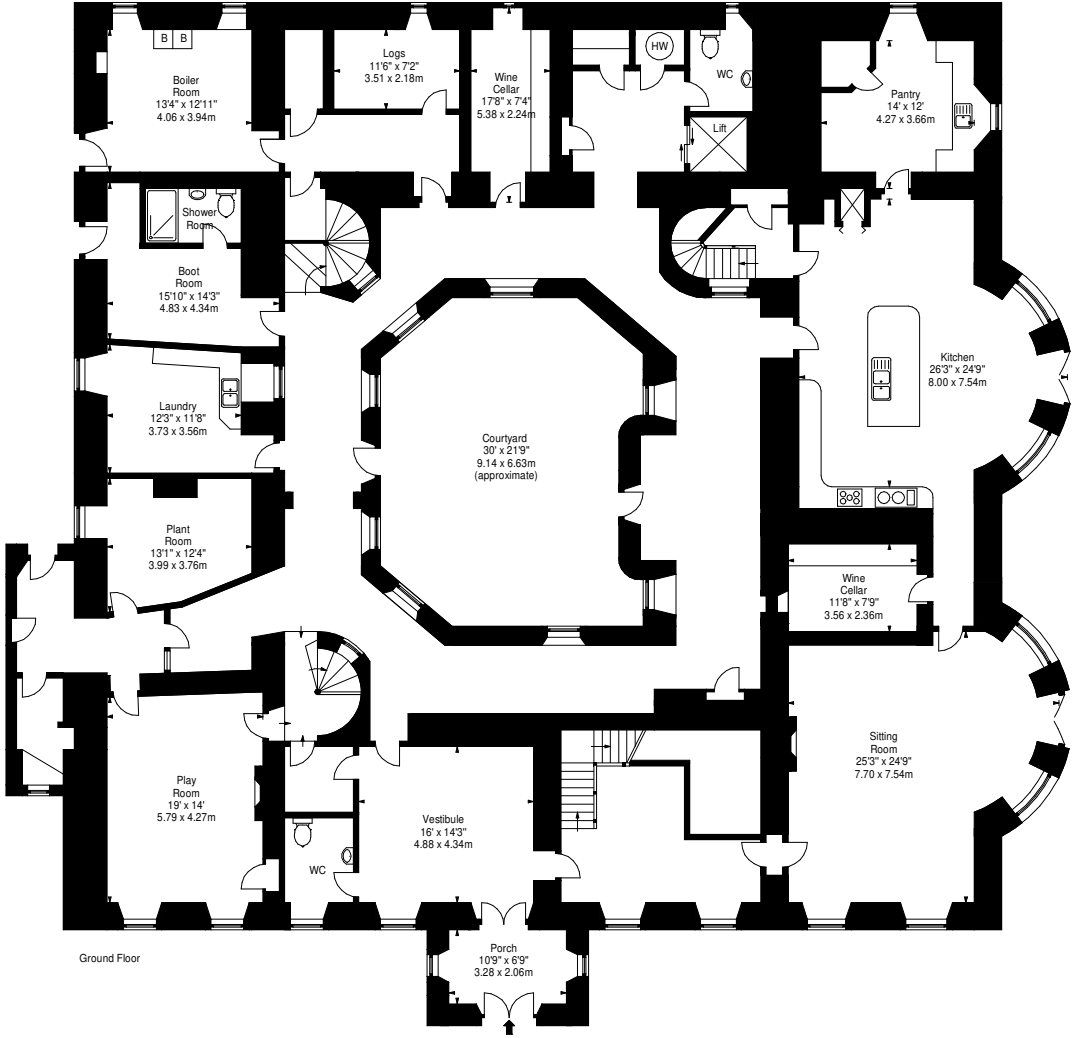 B B
Boiler
Room
13'4" x 12'11"
4.06 x 3.94m
Logs
11'6" x 7'2"
3.51 x 2.18m
Wine
Cellar
17'8" x 7'4"
5.38 x 2.24m
HW
WC
Lift
Pantry
14' x 12'
4.27 x 3.66m
Shower
Room
Boot
Room
15'10" x 14'3"
4.83 x 4.34m
Laundry
12'3" x 11'8"
3.73 x 3.56m
Courtyard
30' x 21'9"
9.14 x 6.63m
(approximate)
Kitchen
26'3" x 24'9"
8.00 x 7.54m
Plant
Room
13'1" x 12'4"
3.99 x 3.76m
Wine
Cellar
11'8" x 7'9"
3.56 x 2.36m
Sitting
Room
25'3" x 24'9"
7.70 x 7.54m
Play
Room
19' x 14'
5.79 x 4.27m
Vestibule
16' x 14'3"
4.88 x 4.34m
WC
Porch
10'9" x 6'9"
3.28 x 2.06m
Ground Floor